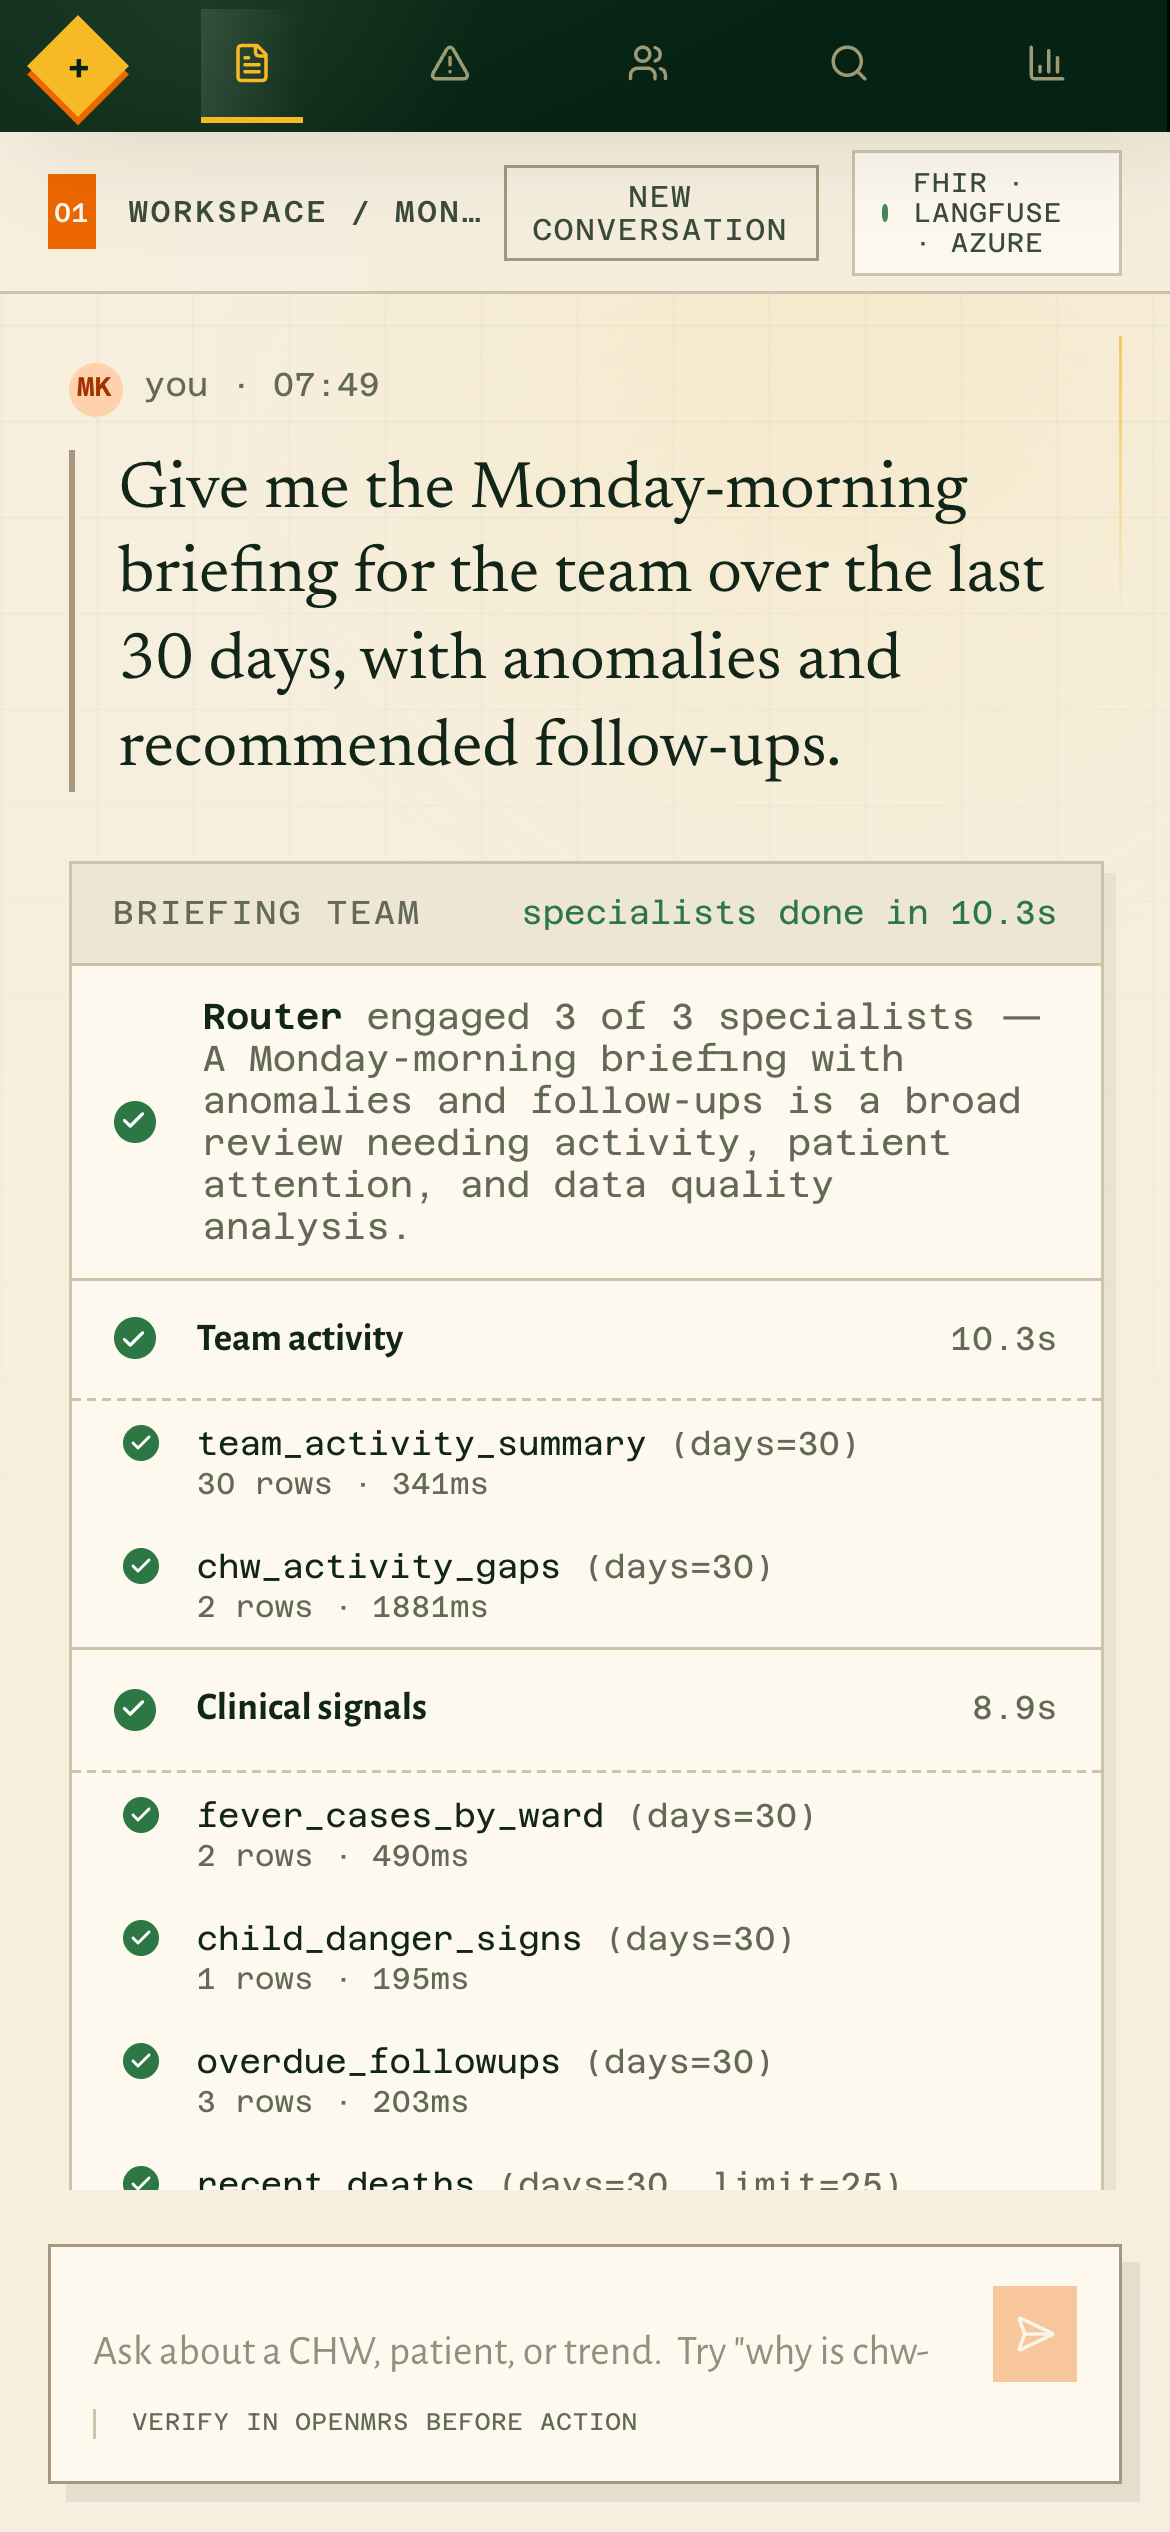 +
01
WORKSPACE / MON…
NEW
CONVERSATION
FHIR ·
LANGFUSE
· AZURE
MK
you · 07:49
Give me the Monday-morning
briefing for the team over the last
30 days, with anomalies and
recommended follow-ups.
BRIEFING TEAM
specialists done in 10.3s
Router engaged 3 of 3 specialists —
A Monday-morning briefing with
anomalies and follow-ups is a broad
review needing activity, patient
attention, and data quality
analysis.
Team activity 10.3s
team_activity_summary (days=30)
30 rows · 341ms
chw_activity_gaps (days=30)
2 rows · 1881ms
Clinical signals 8.9s
fever_cases_by_ward (days=30)
2 rows · 490ms
child_danger_signs (days=30)
1 rows · 195ms
overdue_followups (days=30)
3 rows · 203ms
recent_deaths (days=30, limit=25)
Ask about a CHW, patient, or trend. Try "why is chw-
VERIFY IN OPENMRS BEFORE ACTION